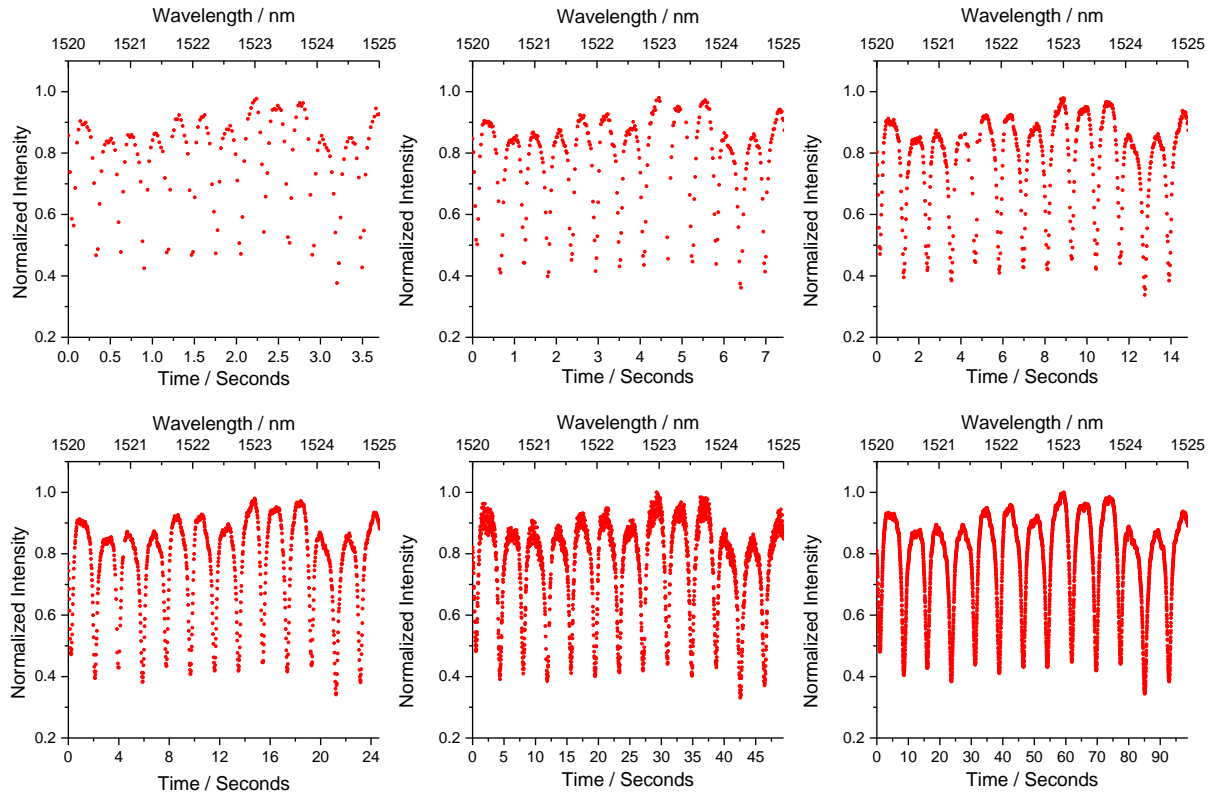 Wavelength / nm
1520 1521 1522 1523 1524 1525
Normalized Intensity
1.0
0.8
0.6
0.4
0.2
0.0 0.5 1.0 1.5 2.0 2.5 3.0 3.5
Time / Seconds
Wavelength / nm
1520 1521 1522 1523 1524 1525
Normalized Intensity
1.0
0.8
0.6
0.4
0.2
0 1 2 3 4 5 6 7
Time / Seconds
Wavelength / nm
1520 1521 1522 1523 1524 1525
Normalized Intensity
1.0
0.8
0.6
0.4
0.2
0 2 4 6 8 10 12 14
Time / Seconds
Wavelength / nm
1520 1521 1522 1523 1524 1525
Normalized Intensity
1.0
0.8
0.6
0.4
0.2
0 4 8 12 16 20 24
Time / Seconds
Wavelength / nm
1520 1521 1522 1523 1524 1525
Normalized Intensity
1.0
0.8
0.6
0.4
0.2
0 5 10 15 20 25 30 35 40 45
Time / Seconds
Wavelength / nm
1520 1521 1522 1523 1524 1525
Normalized Intensity
1.0
0.8
0.6
0.4
0.2
0 10 20 30 40 50 60 70 80 90
Time / Seconds